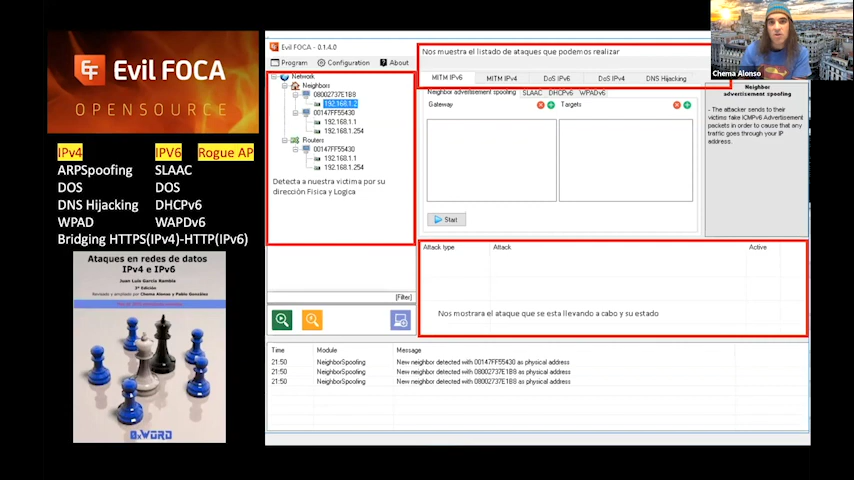 Evil FOCA
OPENSOURCE
IPv4
IPV6
Rogue AP
ARPSpoofing
SLAAC
DOS
DOS
DNS Hijacking
DHCPv6
WPAD
WAPDv6
Bridging HTTPS(IPv4)-HTTP(IPv6)
Ataques en redes de datos
IPv4 e IPv6
Juan Luis García Rambla
Revisado y ampliado por Chema Alonso y Pablo González
0xWORD
Evil FOCA - 0.1.4.0
Program
Configuration
About
Network
Neighbors
08002737E1B8
192.168.1.2
00147FF55430
192.168.1.1
192.168.1.254
Routers
00147FF55430
192.168.1.1
192.168.1.254
Detecta a nuestra victima por su
dirección Fisica y Logica
[Filter]
Nos muestra el listado de ataques que podemos realizar
MITM IPv6
MITM IPv4
DoS IPv6
DoS IPv4
DNS Hijacking
Neighbor advertisement spoofing
SLAAC
DHCPv6
WPADv6
Gateway
Targets
Start
Neighbor
advertisement spoofing
- The attacker sends to their
victims fake ICMPv6 Advertisement
packets in order to cause that any
traffic goes through your IP
address.
Attack type
Attack
Active
Nos mostrara el ataque que se esta llevando a cabo y su estado
Time
Module
Message
21:50
NeighborSpoofing
New neighbor detected with 00147FF55430 as physical address
21:50
NeighborSpoofing
New neighbor detected with 08002737E1B8 as physical address
21:50
NeighborSpoofing
New neighbor detected with 08002737E1B8 as physical address
Chema Alonso